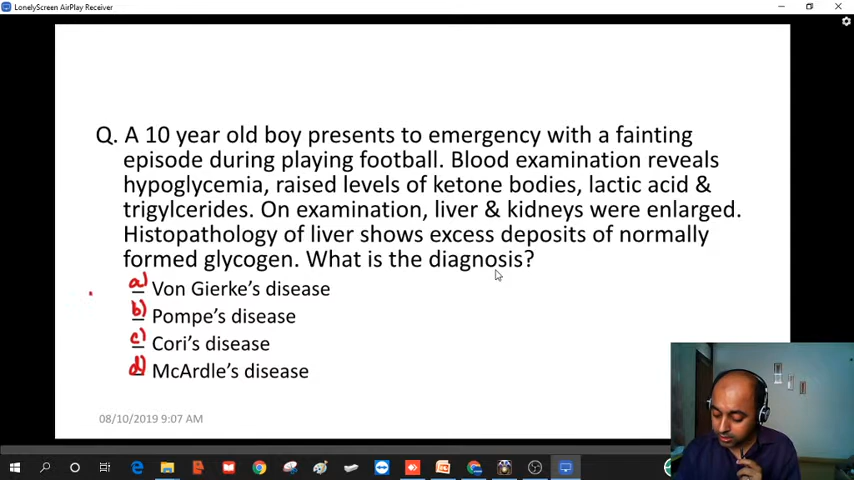 LonelyScreen AirPlay Receiver
Q. A 10 year old boy presents to emergency with a fainting
episode during playing football. Blood examination reveals
hypoglycemia, raised levels of ketone bodies, lactic acid &
trigylcerides. On examination, liver & kidneys were enlarged.
Histopathology of liver shows excess deposits of normally
formed glycogen. What is the diagnosis?
a) Von Gierke's disease
b) Pompe's disease
c) Cori's disease
d) McArdle's disease
08/10/2019 9:07 AM